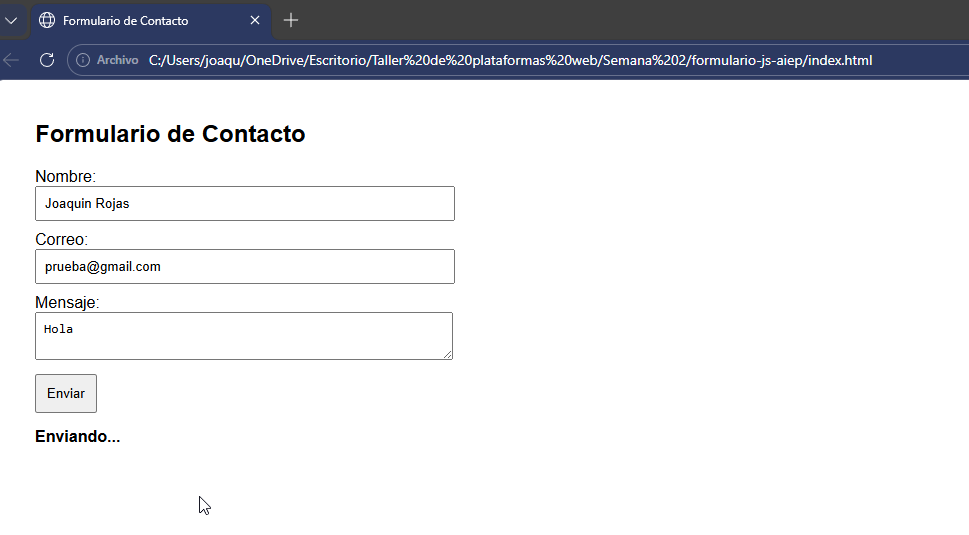 Formulario de Contacto
Archivo C:/Users/joaqu/OneDrive/Escritorio/Taller%20de%20plataformas%20web/Semana%202/formulario-js-aiep/index.html
Formulario de Contacto
Nombre:
Joaquin Rojas
Correo:
prueba@gmail.com
Mensaje:
Hola
Enviar
Enviando...